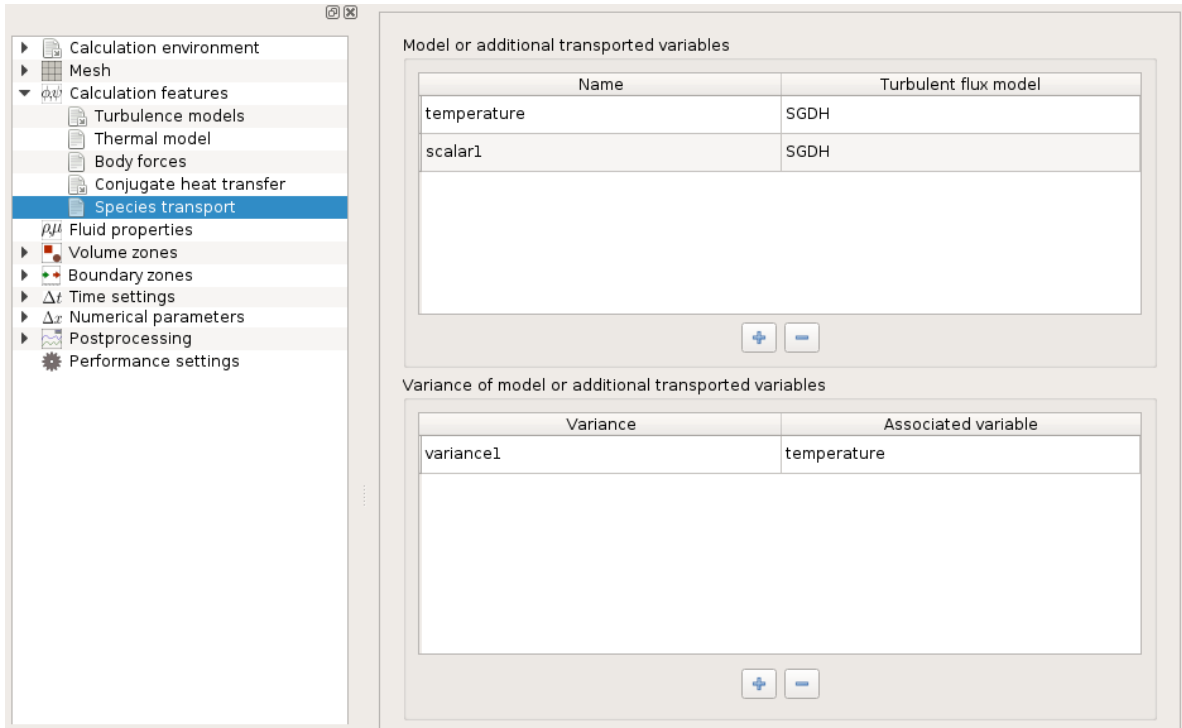 Calculation environment
Mesh
φ,ψ Calculation features
Turbulence models
Thermal model
Body forces
Conjugate heat transfer
Species transport
ρ,μ Fluid properties
Volume zones
Boundary zones
Δt Time settings
Δx Numerical parameters
Postprocessing
Performance settings
Model or additional transported variables
Name Turbulent flux model
temperature SGDH
scalar1 SGDH
Variance of model or additional transported variables
Variance Associated variable
variance1 temperature